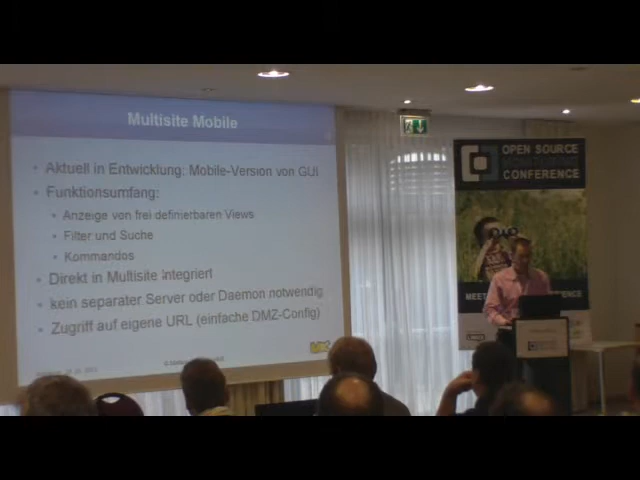 Multisite Mobile
• Aktuell in Entwicklung: Mobile-Version von GUI
• Funktionsumfang:
• Anzeige von frei definierbaren Views
• Filter und Suche
• Kommandos
• Direkt in Multisite integriert
• kein separater Server oder Daemon notwendig
• Zugriff auf eigene URL (einfache DMZ-Config)
OPEN SOURCE
MONITORING
CONFERENCE